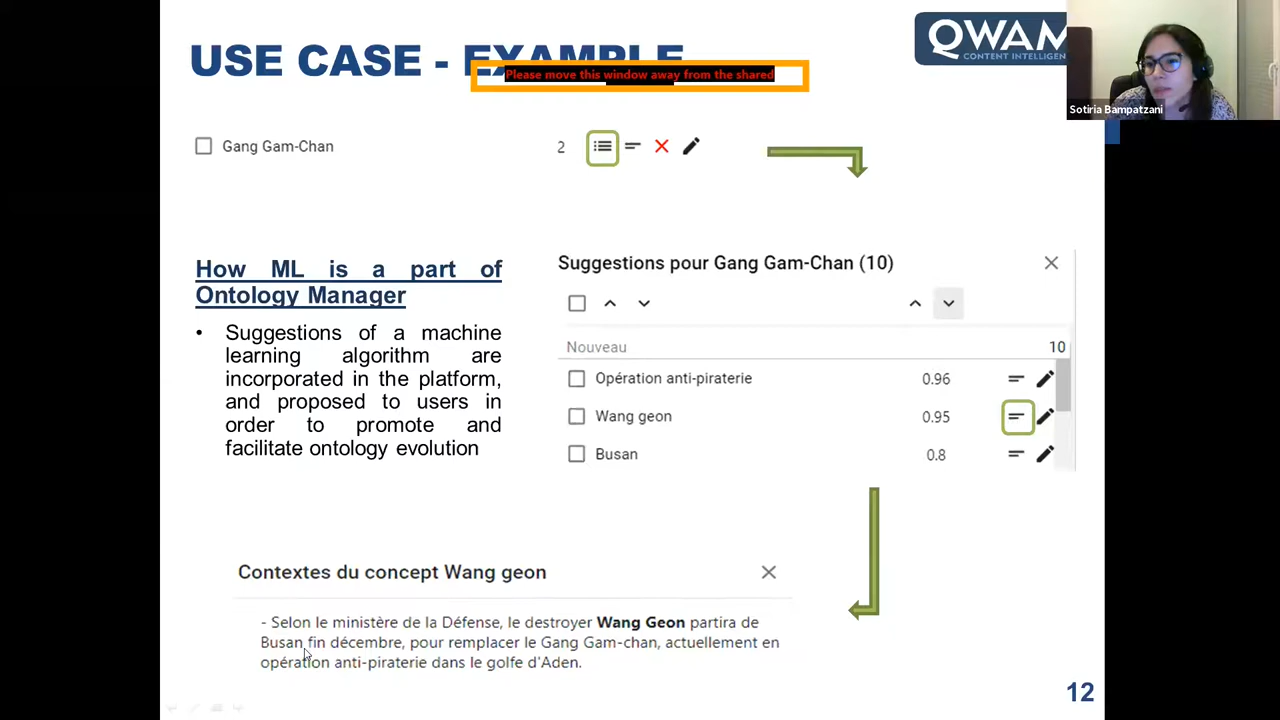 USE CASE - EXAMPLE
QWAM
CONTENT INTELLIGEN
Please move this window away from the shared
Sotiria Bampatzani
Gang Gam-Chan 2
How ML is a part of
Ontology Manager
• Suggestions of a machine
learning algorithm are
incorporated in the platform,
and proposed to users in
order to promote and
facilitate ontology evolution
Suggestions pour Gang Gam-Chan (10)
Nouveau 10
Opération anti-piraterie 0.96
Wang geon 0.95
Busan 0.8
Contextes du concept Wang geon
- Selon le ministère de la Défense, le destroyer Wang Geon partira de
Busan fin décembre, pour remplacer le Gang Gam-chan, actuellement en
opération anti-piraterie dans le golfe d'Aden.
12